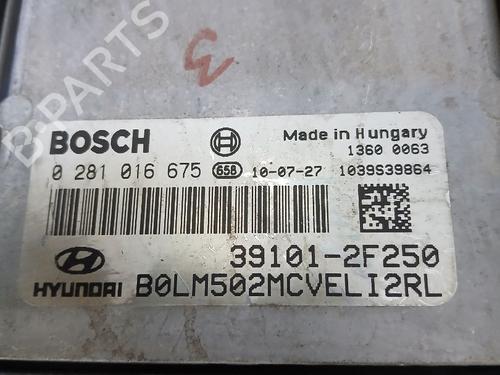 B-PARTS
3
BOSCH
Made in Hungary
1360 0063
0 281 016 675 658 10-07-27 1039S39864
39101-2F250
HYUNDAI B0LM502MCVELI2RL